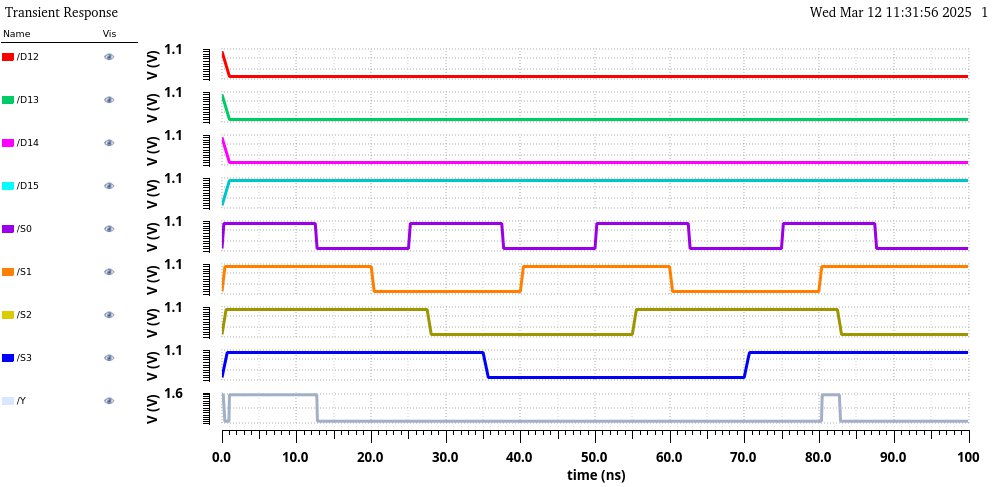 Transient Response
Wed Mar 12 11:31:56 2025 1
Name Vis
/D12
V (V) 1.1
/D13
V (V) 1.1
/D14
V (V) 1.1
/D15
V (V) 1.1
/S0
V (V) 1.1
/S1
V (V) 1.1
/S2
V (V) 1.1
/S3
V (V) 1.1
/Y
V (V) 1.6
0.0 10.0 20.0 30.0 40.0 50.0 60.0 70.0 80.0 90.0 100
time (ns)